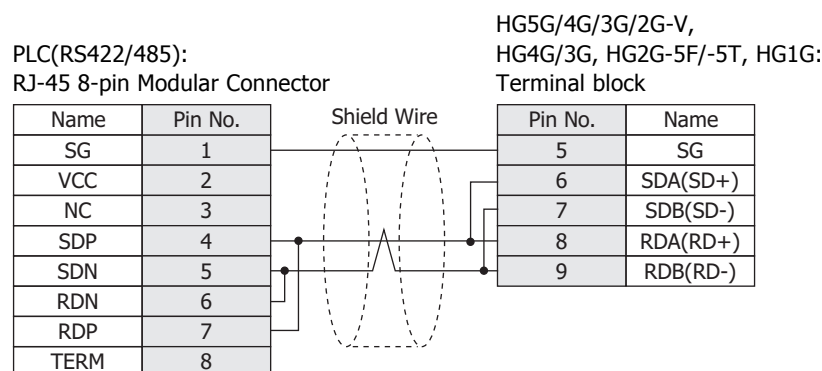 HG5G/4G/3G/2G-V,
PLC(RS422/485): HG4G/3G, HG2G-5F/-5T, HG1G:
RJ-45 8-pin Modular Connector Terminal block
Name Pin No. Shield Wire Pin No. Name
SG 1 5 SG
VCC 2 6 SDA(SD+)
NC 3 7 SDB(SD-)
SDP 4 8 RDA(RD+)
SDN 5 9 RDB(RD-)
RDN 6
RDP 7
TERM 8